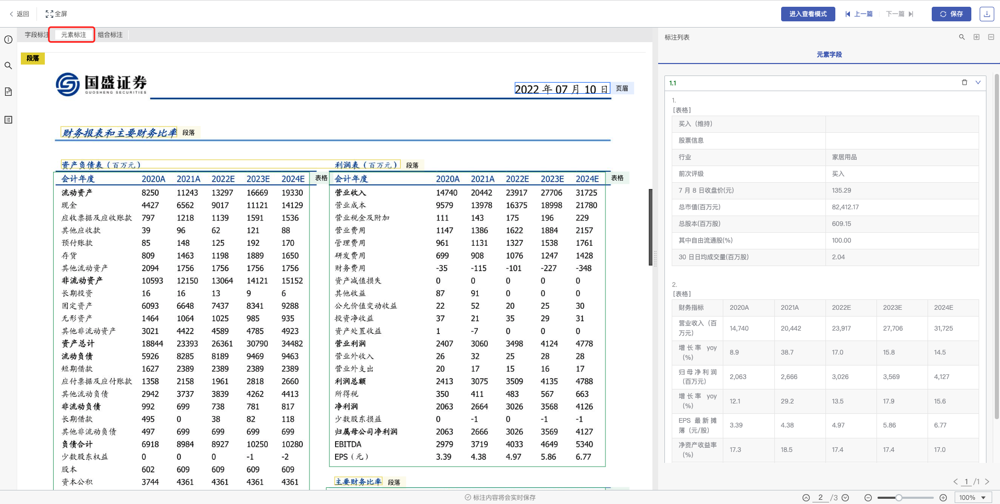 返回 全屏 进入查看模式 上一篇 下一篇 保存
字段标注 元素标注 组合标注
段落
国盛证券
GUOSHENG SECURITIES
2022 年 07 月 10 日 页眉
财务报表和主要财务比率 段落
资产负债表（百万元） 利润表（百万元） 段落
会计年度 2020A 2021A 2022E 2023E 2024E 表格 会计年度 2020A 2021A 2022E 2023E 2024E 表格
流动资产 8250 11243 13297 16669 19330 营业收入 14740 20442 23917 27706 31725
现金 4427 6562 9017 11121 14129 营业成本 9579 13978 16375 18998 21780
应收票据及应收账款 797 1218 1139 1591 1536 营业税金及附加 111 143 175 196 229
其他应收款 39 96 62 121 88 营业费用 1147 1386 1622 1884 2157
预付账款 85 148 125 192 170 管理费用 961 1131 1327 1538 1761
存货 809 1463 1198 1889 1650 研发费用 699 908 1076 1247 1428
其他流动资产 2094 1756 1756 1756 1756 财务费用 -35 -115 -101 -227 -348
非流动资产 10593 12150 13064 14121 15152 资产减值损失 0 0 0 0 0
长期投资 16 16 13 9 6 其他收益 87 91 0 0 0
固定资产 6093 6648 7437 8341 9288 公允价值变动收益 22 52 20 25 30
无形资产 1464 1064 1025 985 935 投资净收益 37 21 35 29 31
其他非流动资产 3021 4422 4589 4785 4923 资产处置收益 1 -7 0 0 0
资产总计 18844 23393 26361 30790 34482 营业利润 2407 3060 3498 4124 4778
流动负债 5926 8285 8189 9469 9463 营业外收入 26 32 25 28 28
短期借款 1627 2389 2389 2389 2389 营业外支出 20 17 15 16 17
应付票据及应付账款 1358 2158 1961 2818 2660 利润总额 2413 3075 3509 4135 4788
其他流动负债 2942 3737 3839 4262 4413 所得税 350 411 483 567 663
非流动负债 992 699 738 781 817 净利润 2063 2664 3026 3568 4126
长期借款 495 0 38 82 118 少数股东损益 0 -1 0 -1 -1
其他非流动负债 497 699 699 699 699 归属母公司净利润 2063 2666 3026 3569 4127
负债合计 6918 8984 8927 10250 10280 EBITDA 2979 3719 4033 4649 5340
少数股东权益 0 0 0 -1 -2 EPS（元） 3.39 4.38 4.97 5.86 6.77
股本 602 609 609 609 609
资本公积 3744 4361 4361 4361 4361 主要财务比率 段落
标注列表
元素字段
1.1
1.
[表格]
买入（维持）
股票信息
行业 家居用品
前次评级 买入
7 月 8 日收盘价(元) 135.29
总市值(百万元) 82,412.17
总股本(百万股) 609.15
其中自由流通股(%) 100.00
30 日日均成交量(百万股) 2.04
2.
[表格]
财务指标 2020A 2021A 2022E 2023E 2024E
营业收入（百
万元） 14,740 20,442 23,917 27,706 31,725
增长率 yoy
（%） 8.9 38.7 17.0 15.8 14.5
归母净利润
（百万元） 2,063 2,666 3,026 3,569 4,127
增长率 yoy
（%） 12.1 29.2 13.5 17.9 15.6
EPS 最新摊
薄（元/股） 3.39 4.38 4.97 5.86 6.77
净资产收益率
（%） 17.3 18.5 17.4 17.4 17.0
1 /1
标注内容将会实时保存 2 /3 100%